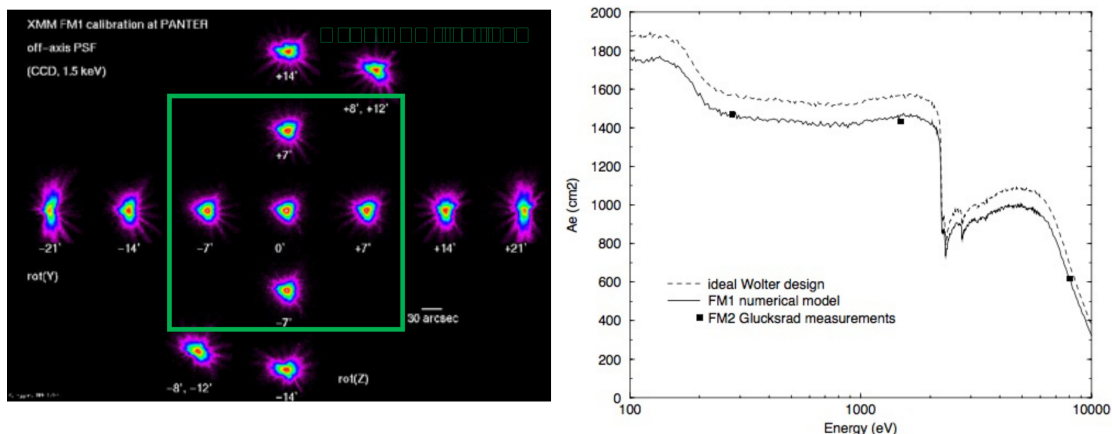 XMM FM1 calibration at PANTER
off-axis PSF
(CCD, 1.5 keV)
+14'
+8', +12'
+7'
-21'
-14'
-7'
0'
+7'
+14'
+21'
rot(Y)
-7'
30 arcsec
-8', -12'
-14'
rot(Z)
2000
1800
1600
1400
1200
1000
800
600
400
200
0
Ae (cm2)
ideal Wolter design
FM1 numerical model
FM2 Glucksrad measurements
100
1000
10000
Energy (eV)